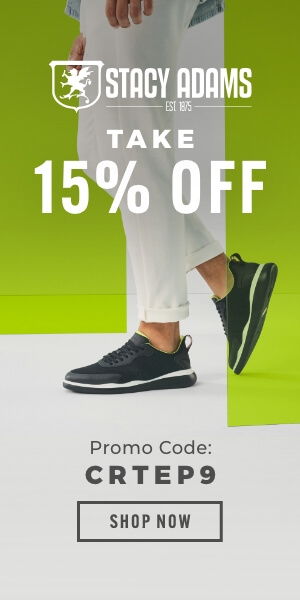 STACY ADAMS
EST. 1875
TAKE
15% OFF
Promo Code:
CRTEP9
SHOP NOW